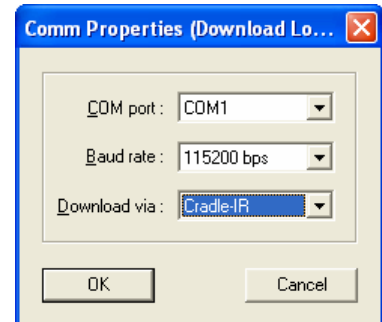 Comm Properties (Download Lo...
COM port : COM1
Baud rate : 115200 bps
Download via : Cradle-IR
OK Cancel